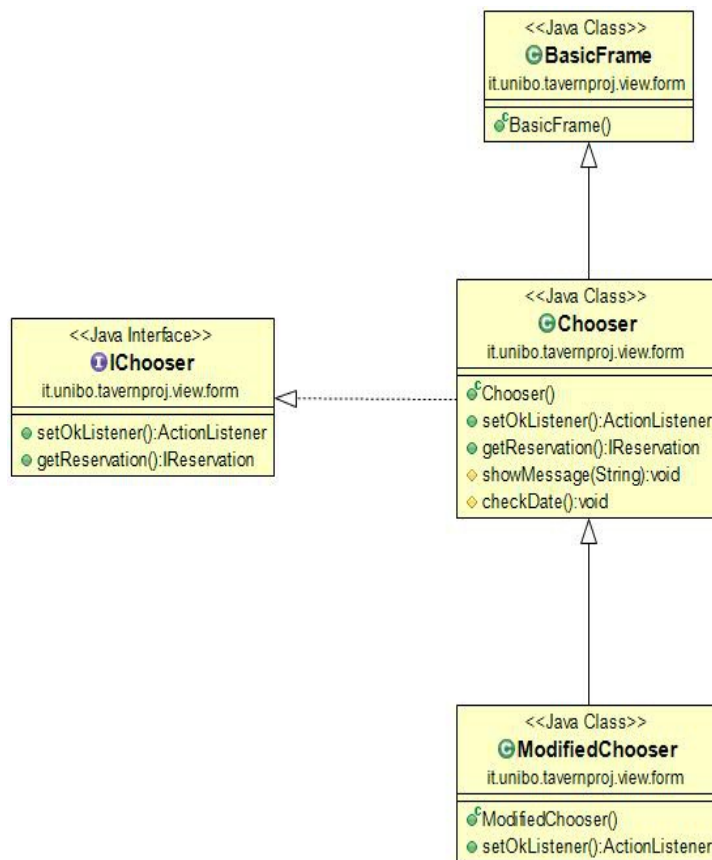 <<Java Class>>
BasicFrame
it.unibo.tavernproj.view.form
BasicFrame()
<<Java Class>>
Chooser
it.unibo.tavernproj.view.form
Chooser()
setOkListener():ActionListener
getReservation():IReservation
showMessage(String):void
checkDate():void
<<Java Interface>>
IChooser
it.unibo.tavernproj.view.form
setOkListener():ActionListener
getReservation():IReservation
<<Java Class>>
ModifiedChooser
it.unibo.tavernproj.view.form
ModifiedChooser()
setOkListener():ActionListener